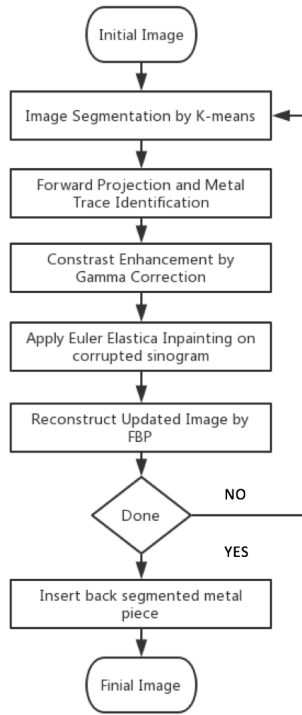 Initial Image
Image Segmentation by K-means
Forward Projection and Metal
Trace Identification
Constrast Enhancement by
Gamma Correction
Apply Euler Elastica Inpainting on
corrupted sinogram
Reconstruct Updated Image by
FBP
Done
NO
YES
Insert back segmented metal
piece
Finial Image